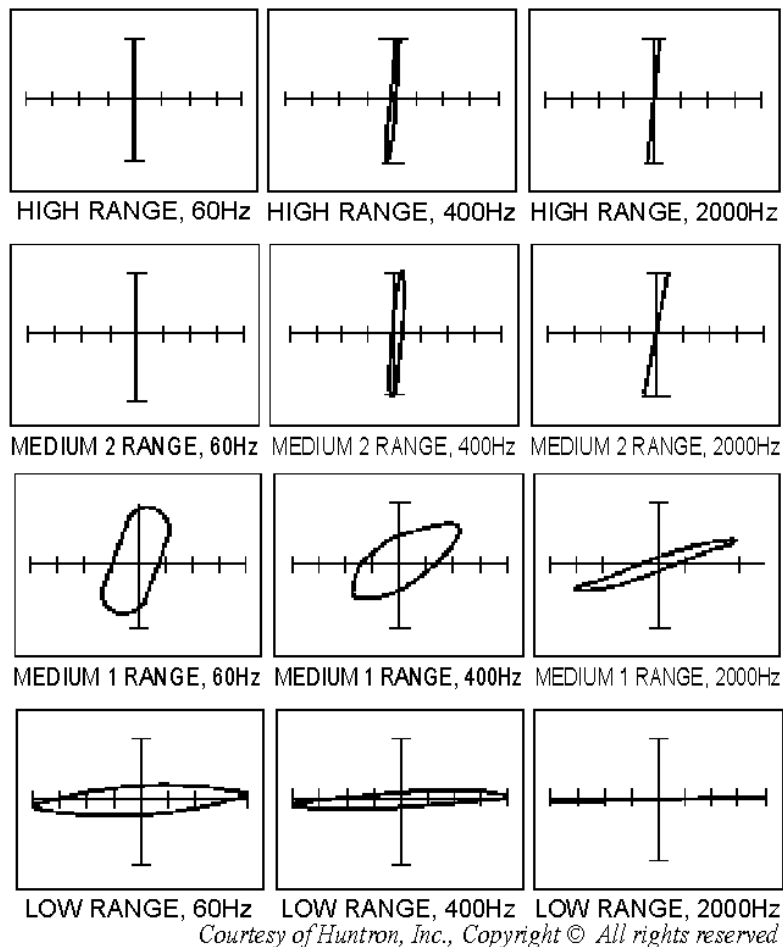 HIGH RANGE, 60Hz HIGH RANGE, 400Hz HIGH RANGE, 2000Hz
MEDIUM 2 RANGE, 60Hz MEDIUM 2 RANGE, 400Hz MEDIUM 2 RANGE, 2000Hz
MEDIUM 1 RANGE, 60Hz MEDIUM 1 RANGE, 400Hz MEDIUM 1 RANGE, 2000Hz
LOW RANGE, 60Hz LOW RANGE, 400Hz LOW RANGE, 2000Hz
Courtesy of Huntron, Inc., Copyright © All rights reserved